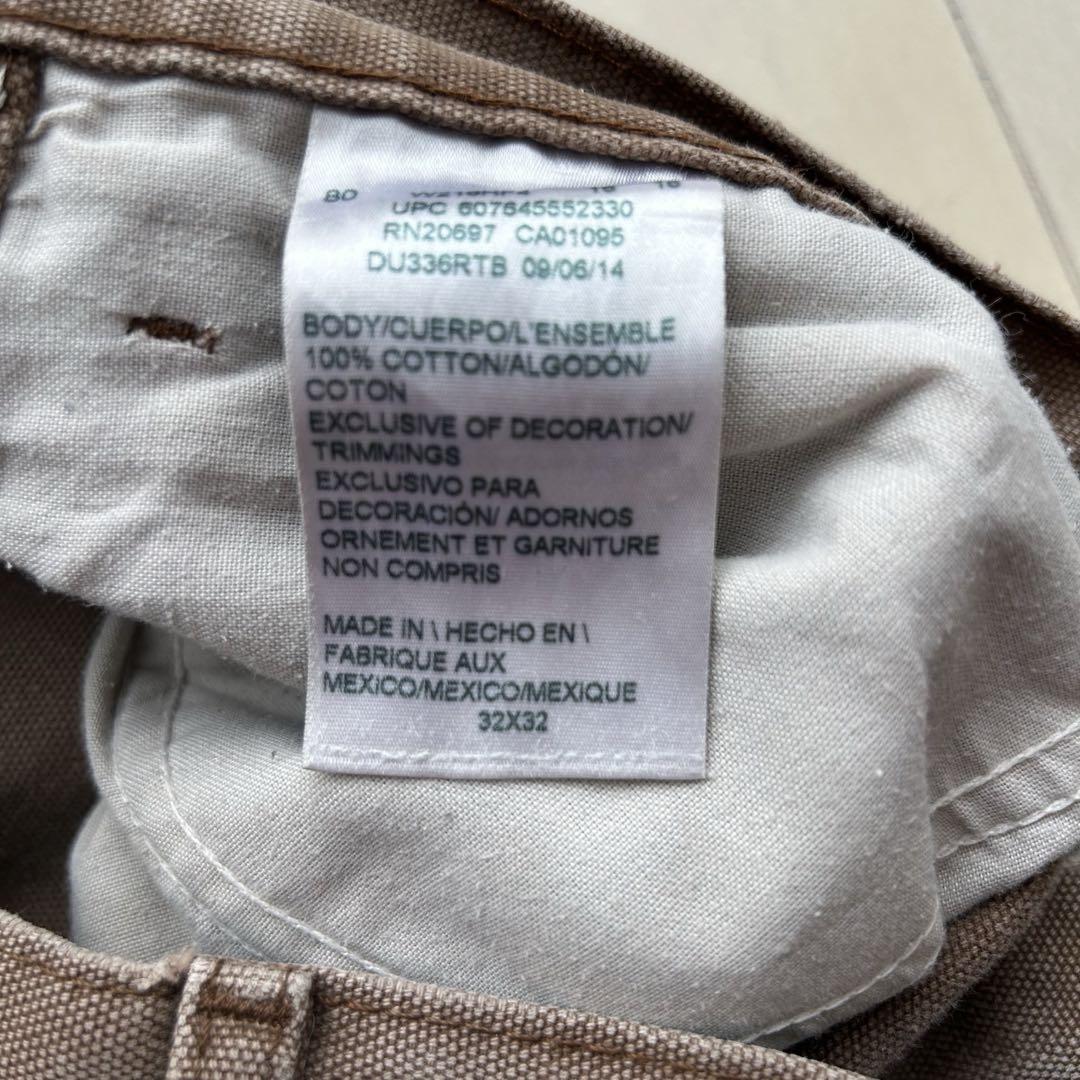 80
UPC 607645552330
RN20697 CA01095
DU336RTB 09/06/14
BODY/CUERPO/L'ENSEMBLE
100% COTTON/ALGODÓN/
COTON
EXCLUSIVE OF DECORATION/
TRIMMINGS
EXCLUSIVO PARA
DECORACIÓN/ ADORNOS
ORNEMENT ET GARNITURE
NON COMPRIS
MADE IN \ HECHO EN \
FABRIQUE AUX
MEXICO/MEXICO/MEXIQUE
32X32